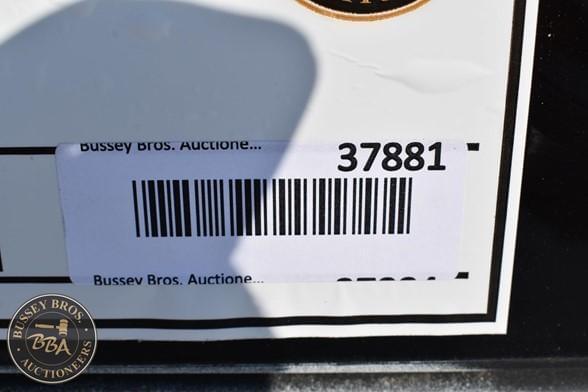 Bussey Bros. Auctione...
37881
Bussey Bros. Auctione...
BUSSEY BROS.
BBA
AUCTIONEERS